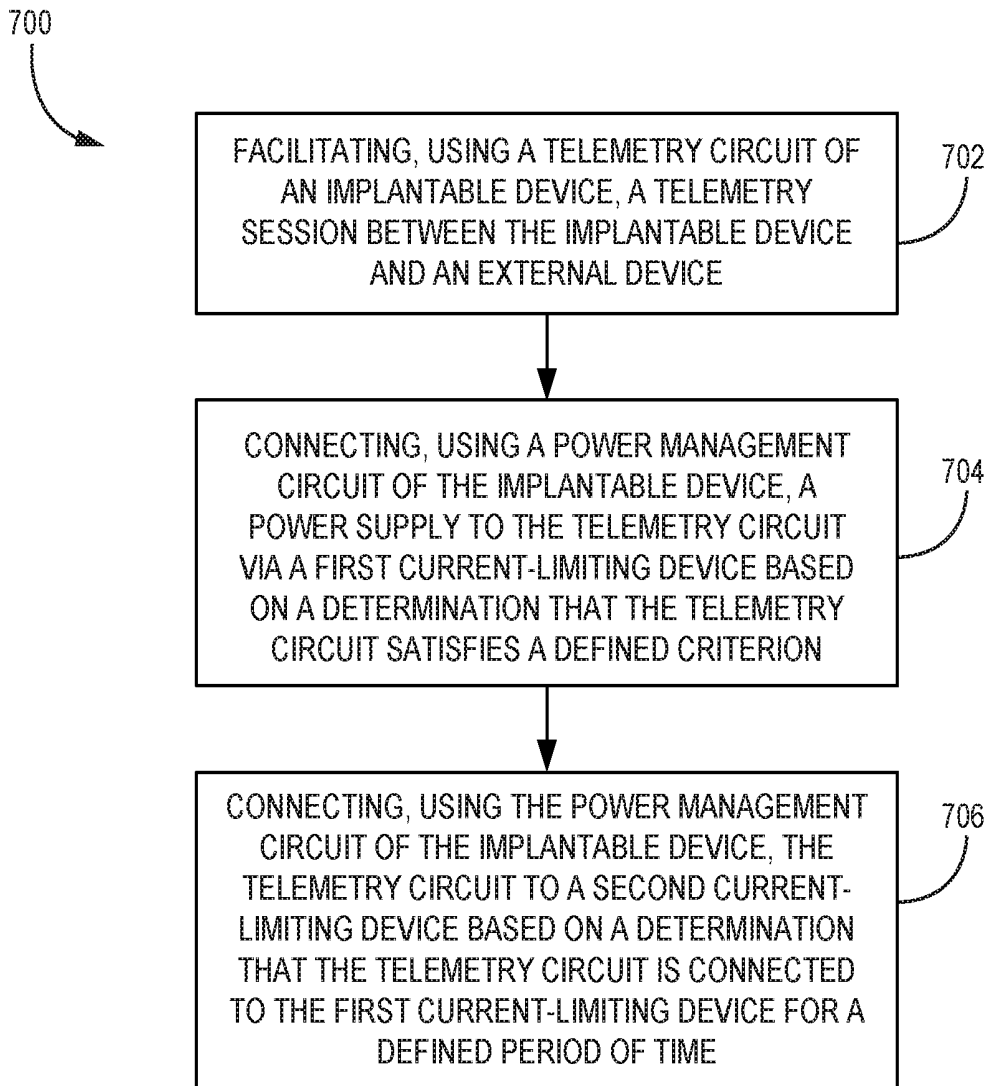 700
FACILITATING, USING A TELEMETRY CIRCUIT OF
AN IMPLANTABLE DEVICE, A TELEMETRY
SESSION BETWEEN THE IMPLANTABLE DEVICE
AND AN EXTERNAL DEVICE
702
CONNECTING, USING A POWER MANAGEMENT
CIRCUIT OF THE IMPLANTABLE DEVICE, A
POWER SUPPLY TO THE TELEMETRY CIRCUIT
VIA A FIRST CURRENT-LIMITING DEVICE BASED
ON A DETERMINATION THAT THE TELEMETRY
CIRCUIT SATISFIES A DEFINED CRITERION
704
CONNECTING, USING THE POWER MANAGEMENT
CIRCUIT OF THE IMPLANTABLE DEVICE, THE
TELEMETRY CIRCUIT TO A SECOND CURRENT-
LIMITING DEVICE BASED ON A DETERMINATION
THAT THE TELEMETRY CIRCUIT IS CONNECTED
TO THE FIRST CURRENT-LIMITING DEVICE FOR A
DEFINED PERIOD OF TIME
706